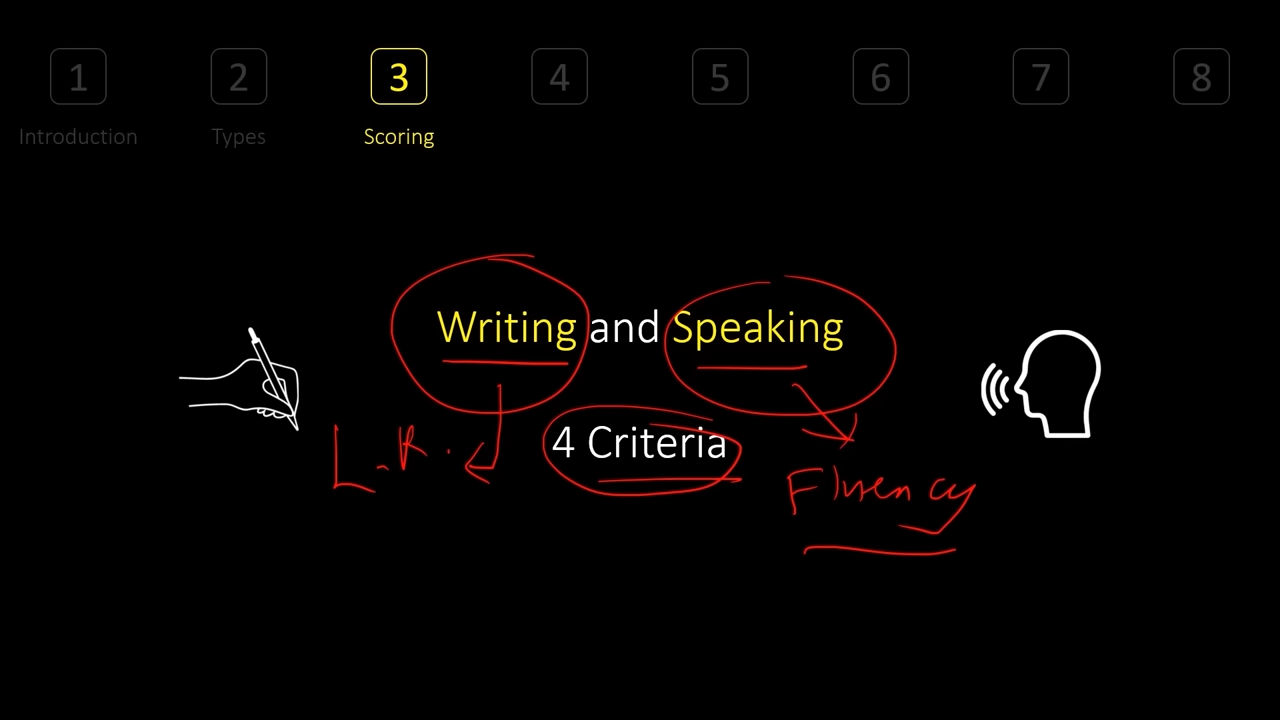 1 2 3 4 5 6 7 8
Introduction Types Scoring
Writing and Speaking
4 Criteria
L.R.
Fluency